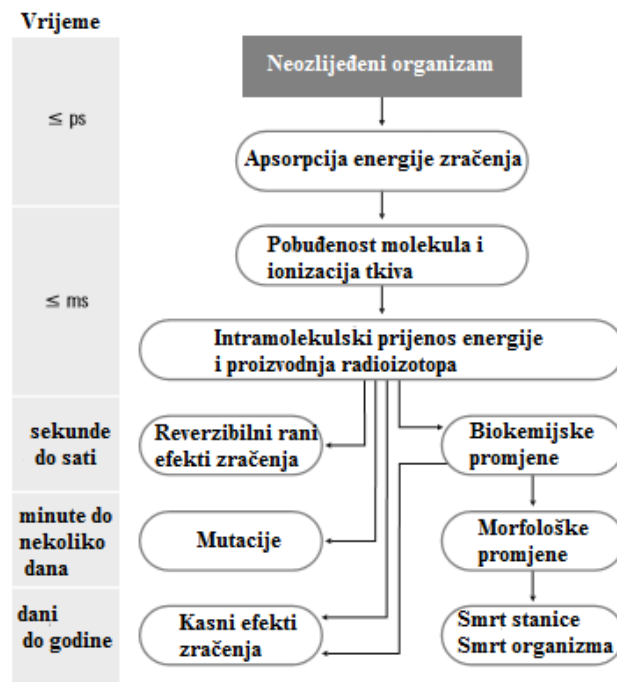 Vrijeme
Neozlijeđeni organizam
≤ ps
Apsorpcija energije zračenja
Pobuđenost molekula i
ionizacija tkiva
≤ ms
Intramolekulski prijenos energije
i proizvodnja radioizotopa
sekunde
do sati
Reverzibilni rani
efekti zračenja
Biokemijske
promjene
minute do
nekoliko
dana
Mutacije
Morfološke
promjene
dani
do godine
Kasni efekti
zračenja
Smrt stanice
Smrt organizma